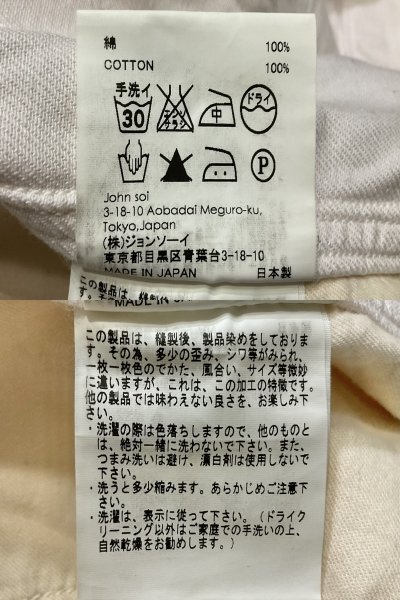 綿 100%
COTTON 100%
手洗イ
30 エンソサラシ 中 ドライ
P
John soi
3-18-10 Aobadai Meguro-ku,
Tokyo,Japan
(株)ジョンソーイ
東京都目黒区青葉台3-18-10
MADE IN JAPAN 日本製
この製品は、縫製
この製品は、縫製後、製品染めをしておりま
す。その為、多少の歪み、シワ等がみられ、
一枚一枚色のでかた、風合い、サイズ等微妙
に違いますが、これは、この加工の特徴です。
他の製品では味わえない良さを、お楽しみ下
さい。
・洗濯の際は色落ちしますので、他のものと
は、絶対一緒に洗わないで下さい。また、
つまみ洗いは避け、漂白剤は使用しないで
下さい。
・洗うと多少縮みます。あらかじめご注意下
さい。
・洗濯は、表示に従って下さい。（ドライク
リーニング以外はご家庭での手洗いの上、
自然乾燥をお勧めします。）